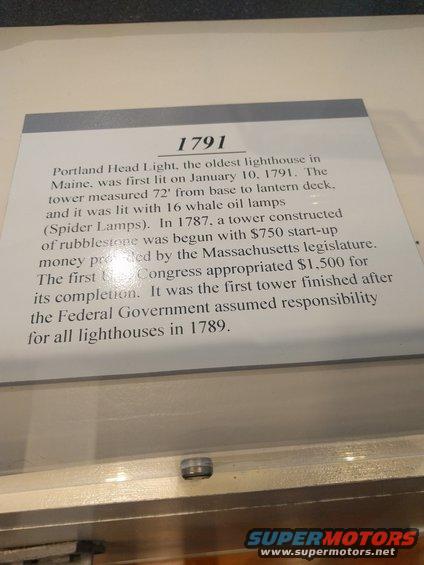 1791
Portland Head Light, the oldest lighthouse in
Maine, was first lit on January 10, 1791. The
tower measured 72' from base to lantern deck,
and it was lit with 16 whale oil lamps
(Spider Lamps). In 1787, a tower constructed
of rubblestone was begun with $750 start-up
money provided by the Massachusetts legislature.
The first Congress appropriated $1,500 for
its completion. It was the first tower finished after
the Federal Government assumed responsibility
for all lighthouses in 1789.
SUPERMOTORS
www.supermotors.net